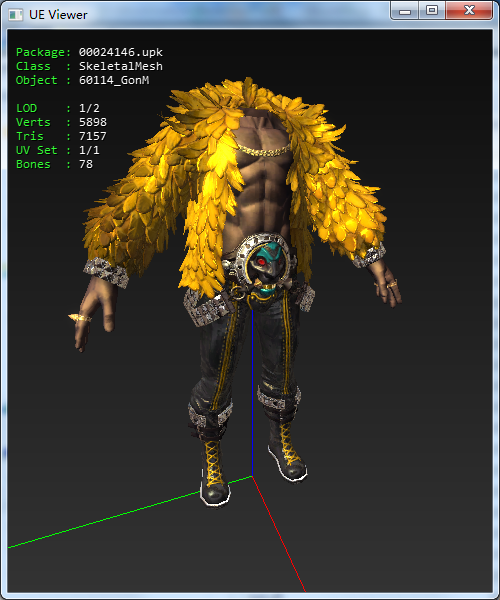 UE Viewer
Package: 00024146.upk
Class : SkeletalMesh
Object : 60114_GonM
LOD : 1/2
Verts : 5898
Tris : 7157
UV Set : 1/1
Bones : 78